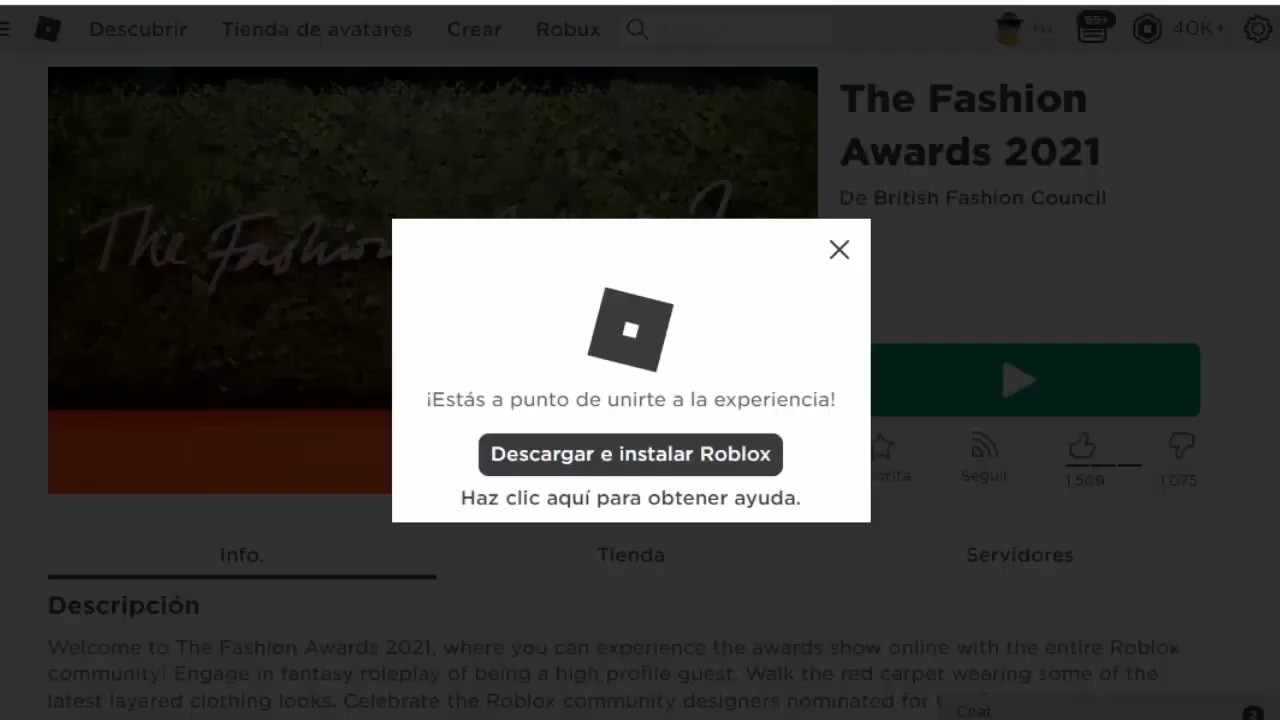 Descubrir Tienda de avatares Crear Robux
99+
40K+
The Fashion
The Fashion
Awards 2021
De British Fashion Council
¡Estás a punto de unirte a la experiencia!
Descargar e instalar Roblox
Haz clic aquí para obtener ayuda.
Seguir
1,509 1,075
Info. Tienda Servidores
Descripción
Welcome to The Fashion Awards 2021, where you can experience the awards show online with the entire Roblox
community! Engage in fantasy roleplay of being a high profile guest. Walk the red carpet wearing some of the
latest layered clothing looks. Celebrate the Roblox community designers nominated for
Chat
2